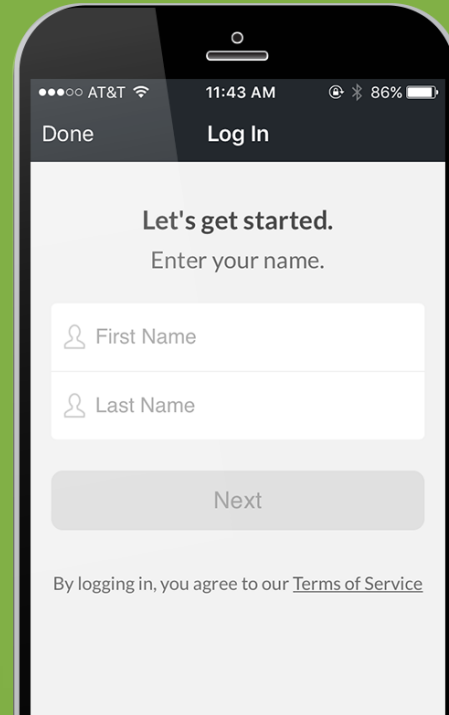 AT&T 11:43 AM 86%
Done Log In
Let's get started.
Enter your name.
First Name
Last Name
Next
By logging in, you agree to our Terms of Service